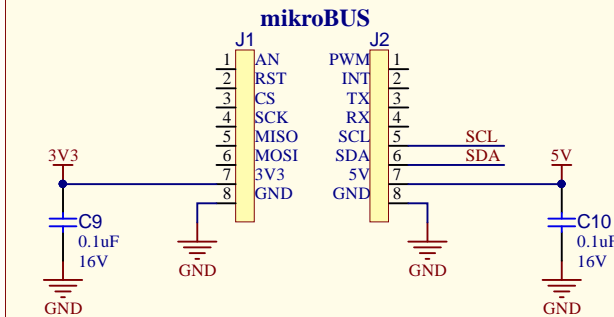 mikroBUS
J1
J2
1 AN
2 RST
3 CS
4 SCK
5 MISO
6 MOSI
7 3V3
8 GND
PWM 1
INT 2
TX 3
RX 4
SCL 5 SCL
SDA 6 SDA
5V 7
GND 8
3V3
5V
C9
0.1uF
16V
C10
0.1uF
16V
GND
GND
GND
GND